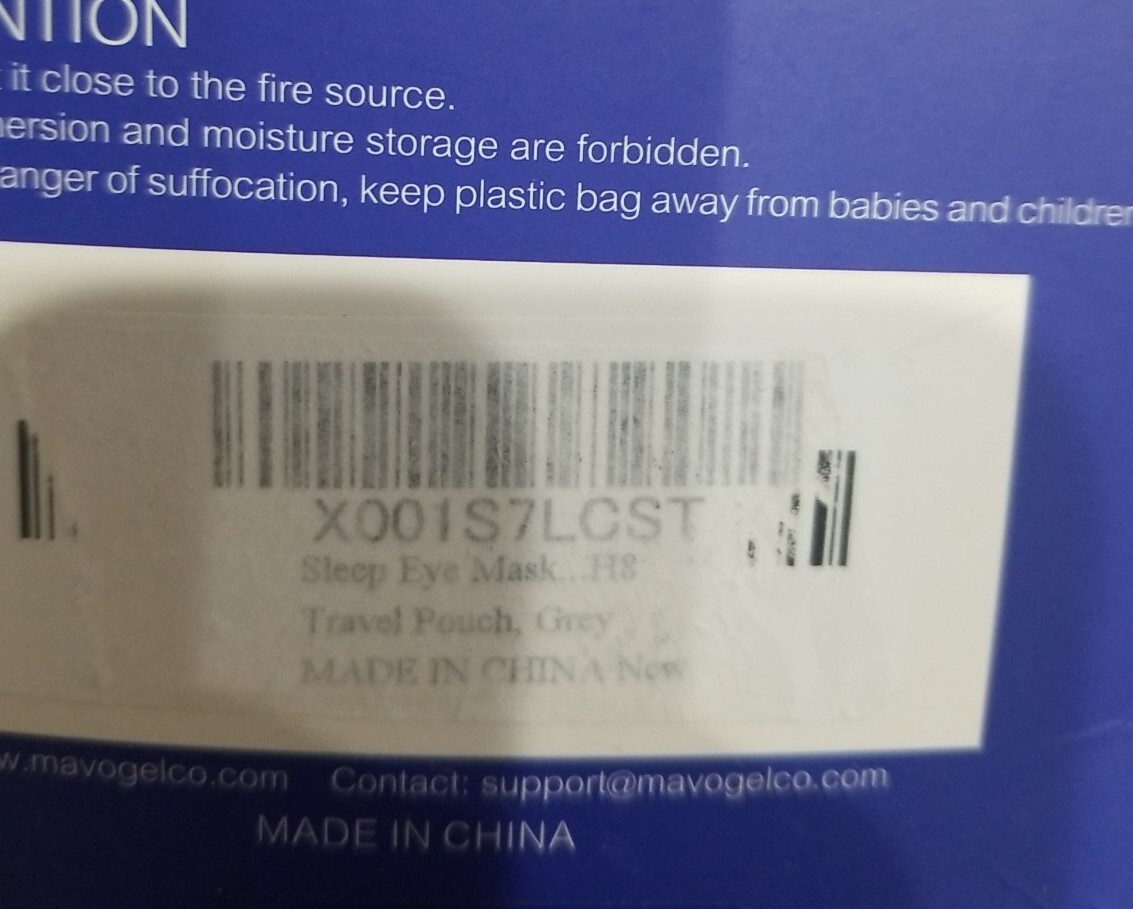 NTION
it close to the fire source.
ersion and moisture storage are forbidden.
anger of suffocation, keep plastic bag away from babies and children
X001S7LCST
Sleep Eye Mask...H8
Travel Pouch, Grey
MADE IN CHINA New
w.mavogelco.com Contact: support@mavogelco.com
MADE IN CHINA